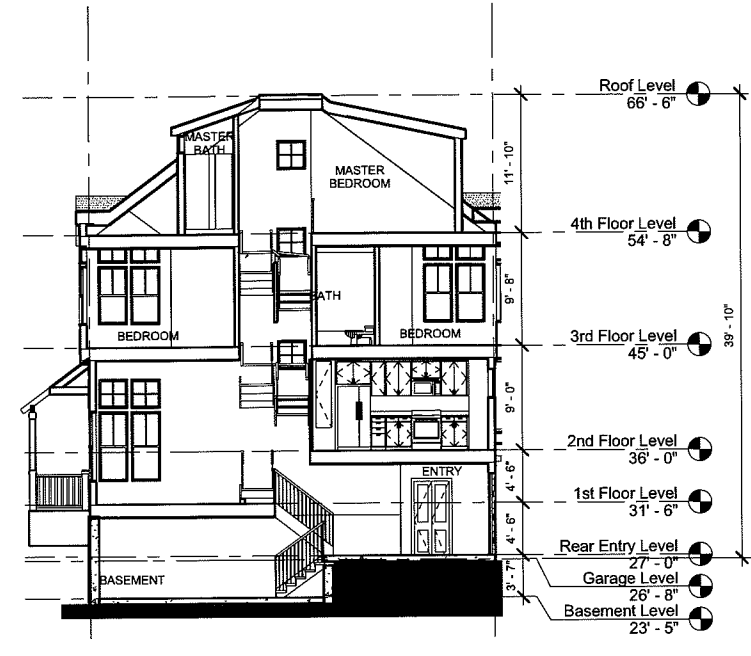 Roof Level
66' - 6"
MASTER
BATH
MASTER
BEDROOM
11' - 10"
4th Floor Level
54' - 8"
9' - 8"
BATH
39' - 10"
BEDROOM
BEDROOM
3rd Floor Level
45' - 0"
9' - 0"
2nd Floor Level
36' - 0"
ENTRY
4' - 6"
1st Floor Level
31' - 6"
4' - 6"
Rear Entry Level
27' - 0"
BASEMENT
3' - 7"
Garage Level
26' - 8"
Basement Level
23' - 5"